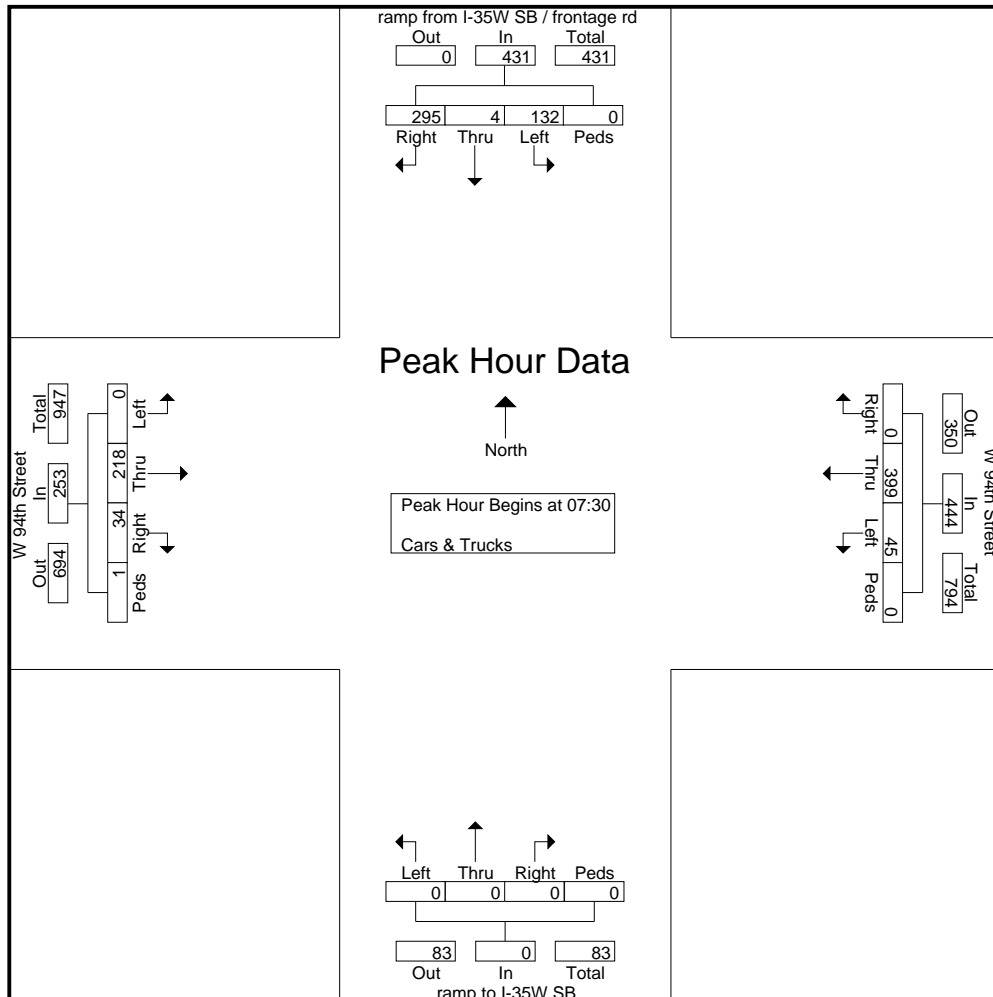 ramp from I-35W SB / frontage rd
Out In Total
0 431 431
295 4 132 0
Right Thru Left Peds
Peak Hour Data
North
Peak Hour Begins at 07:30
Cars & Trucks
W 94th Street
Total In Out
947 253 694
0 218 34 1
Left Thru Right Peds
Right Thru Left Peds
0 399 45 0
Out In Total
350 444 794
W 94th Street
Left Thru Right Peds
0 0 0 0
83 0 83
Out In Total
ramp to I-35W SB